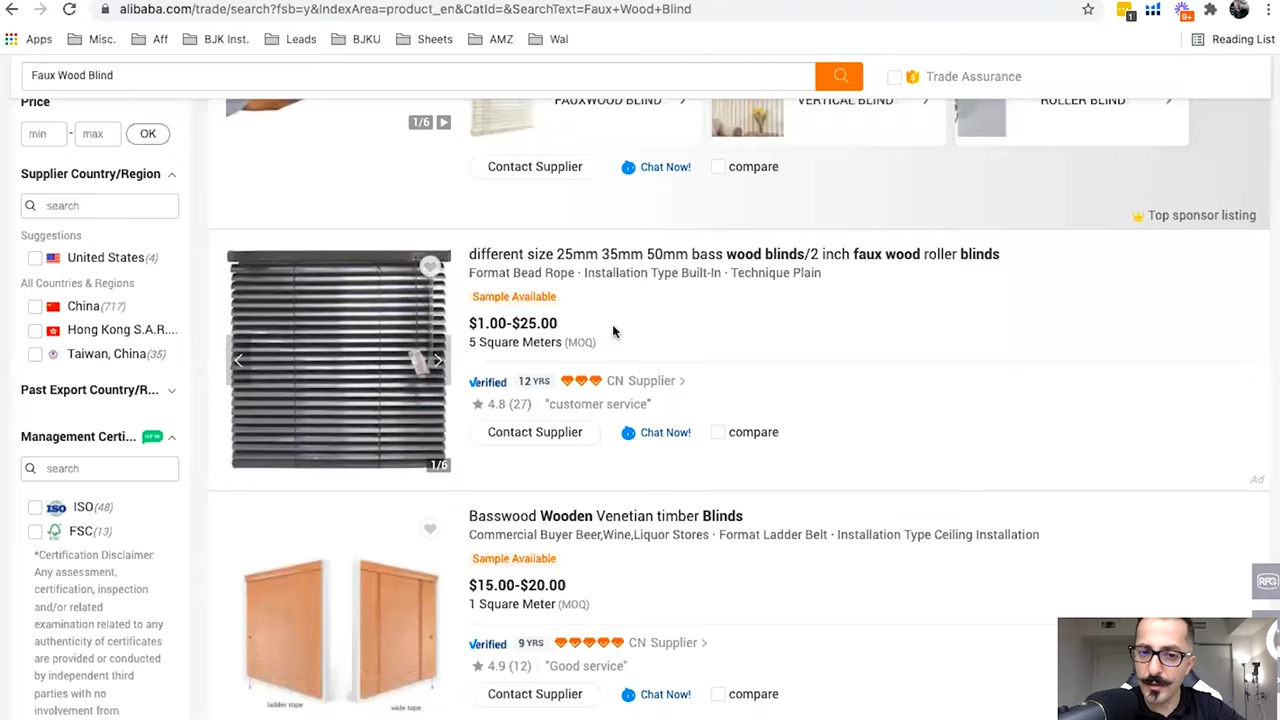 alibaba.com/trade/search?fsb=y&IndexArea=product_en&CatId=&SearchText=Faux+Wood+Blind
1
9+
Apps
Misc.
Aff
BJK Inst.
Leads
BJKU
Sheets
AMZ
Wal
Reading List
Faux Wood Blind
Trade Assurance
Price
min
-
max
OK
Supplier Country/Region
search
Suggestions
United States(4)
All Countries & Regions
China(717)
Hong Kong S.A.R....
Taiwan, China(35)
Past Export Country/R...
Management Certi...
NEW
search
ISO
ISO(48)
FSC(13)
*Certification Disclaimer:
Any assessment,
certification, inspection
and/or related
examination related to any
authenticity of certificates
are provided or conducted
by independent third
parties with no
involvement from
1/6
FAUXWOOD BLIND
VERTICAL BLIND
ROLLER BLIND
Contact Supplier
Chat Now!
compare
Top sponsor listing
1/6
different size 25mm 35mm 50mm bass wood blinds/2 inch faux wood roller blinds
Format Bead Rope · Installation Type Built-In · Technique Plain
Sample Available
$1.00-$25.00
5 Square Meters (MOQ)
Verified 12 YRS CN Supplier
4.8 (27) "customer service"
Contact Supplier
Chat Now!
compare
Ad
ladder rope
wide tape
Basswood Wooden Venetian timber Blinds
Commercial Buyer Beer,Wine,Liquor Stores · Format Ladder Belt · Installation Type Ceiling Installation
Sample Available
$15.00-$20.00
1 Square Meter (MOQ)
Verified 9 YRS CN Supplier
4.9 (12) "Good service"
Contact Supplier
Chat Now!
compare
RFQ